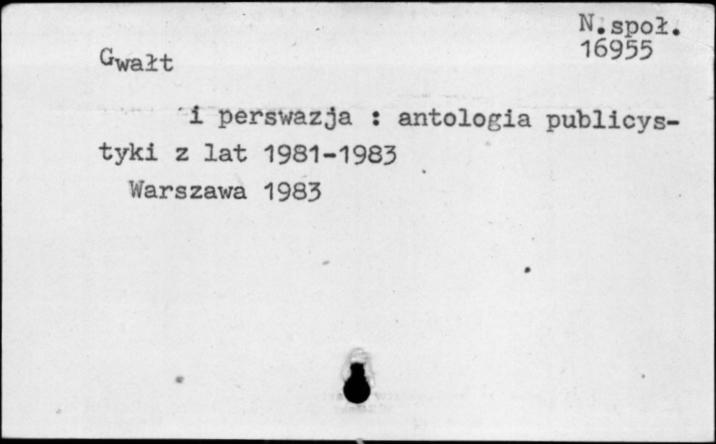 N.społ.
16955
Gwałt
i perswazja : antologia publicys-
tyki z lat 1981-1983
Warszawa 1983